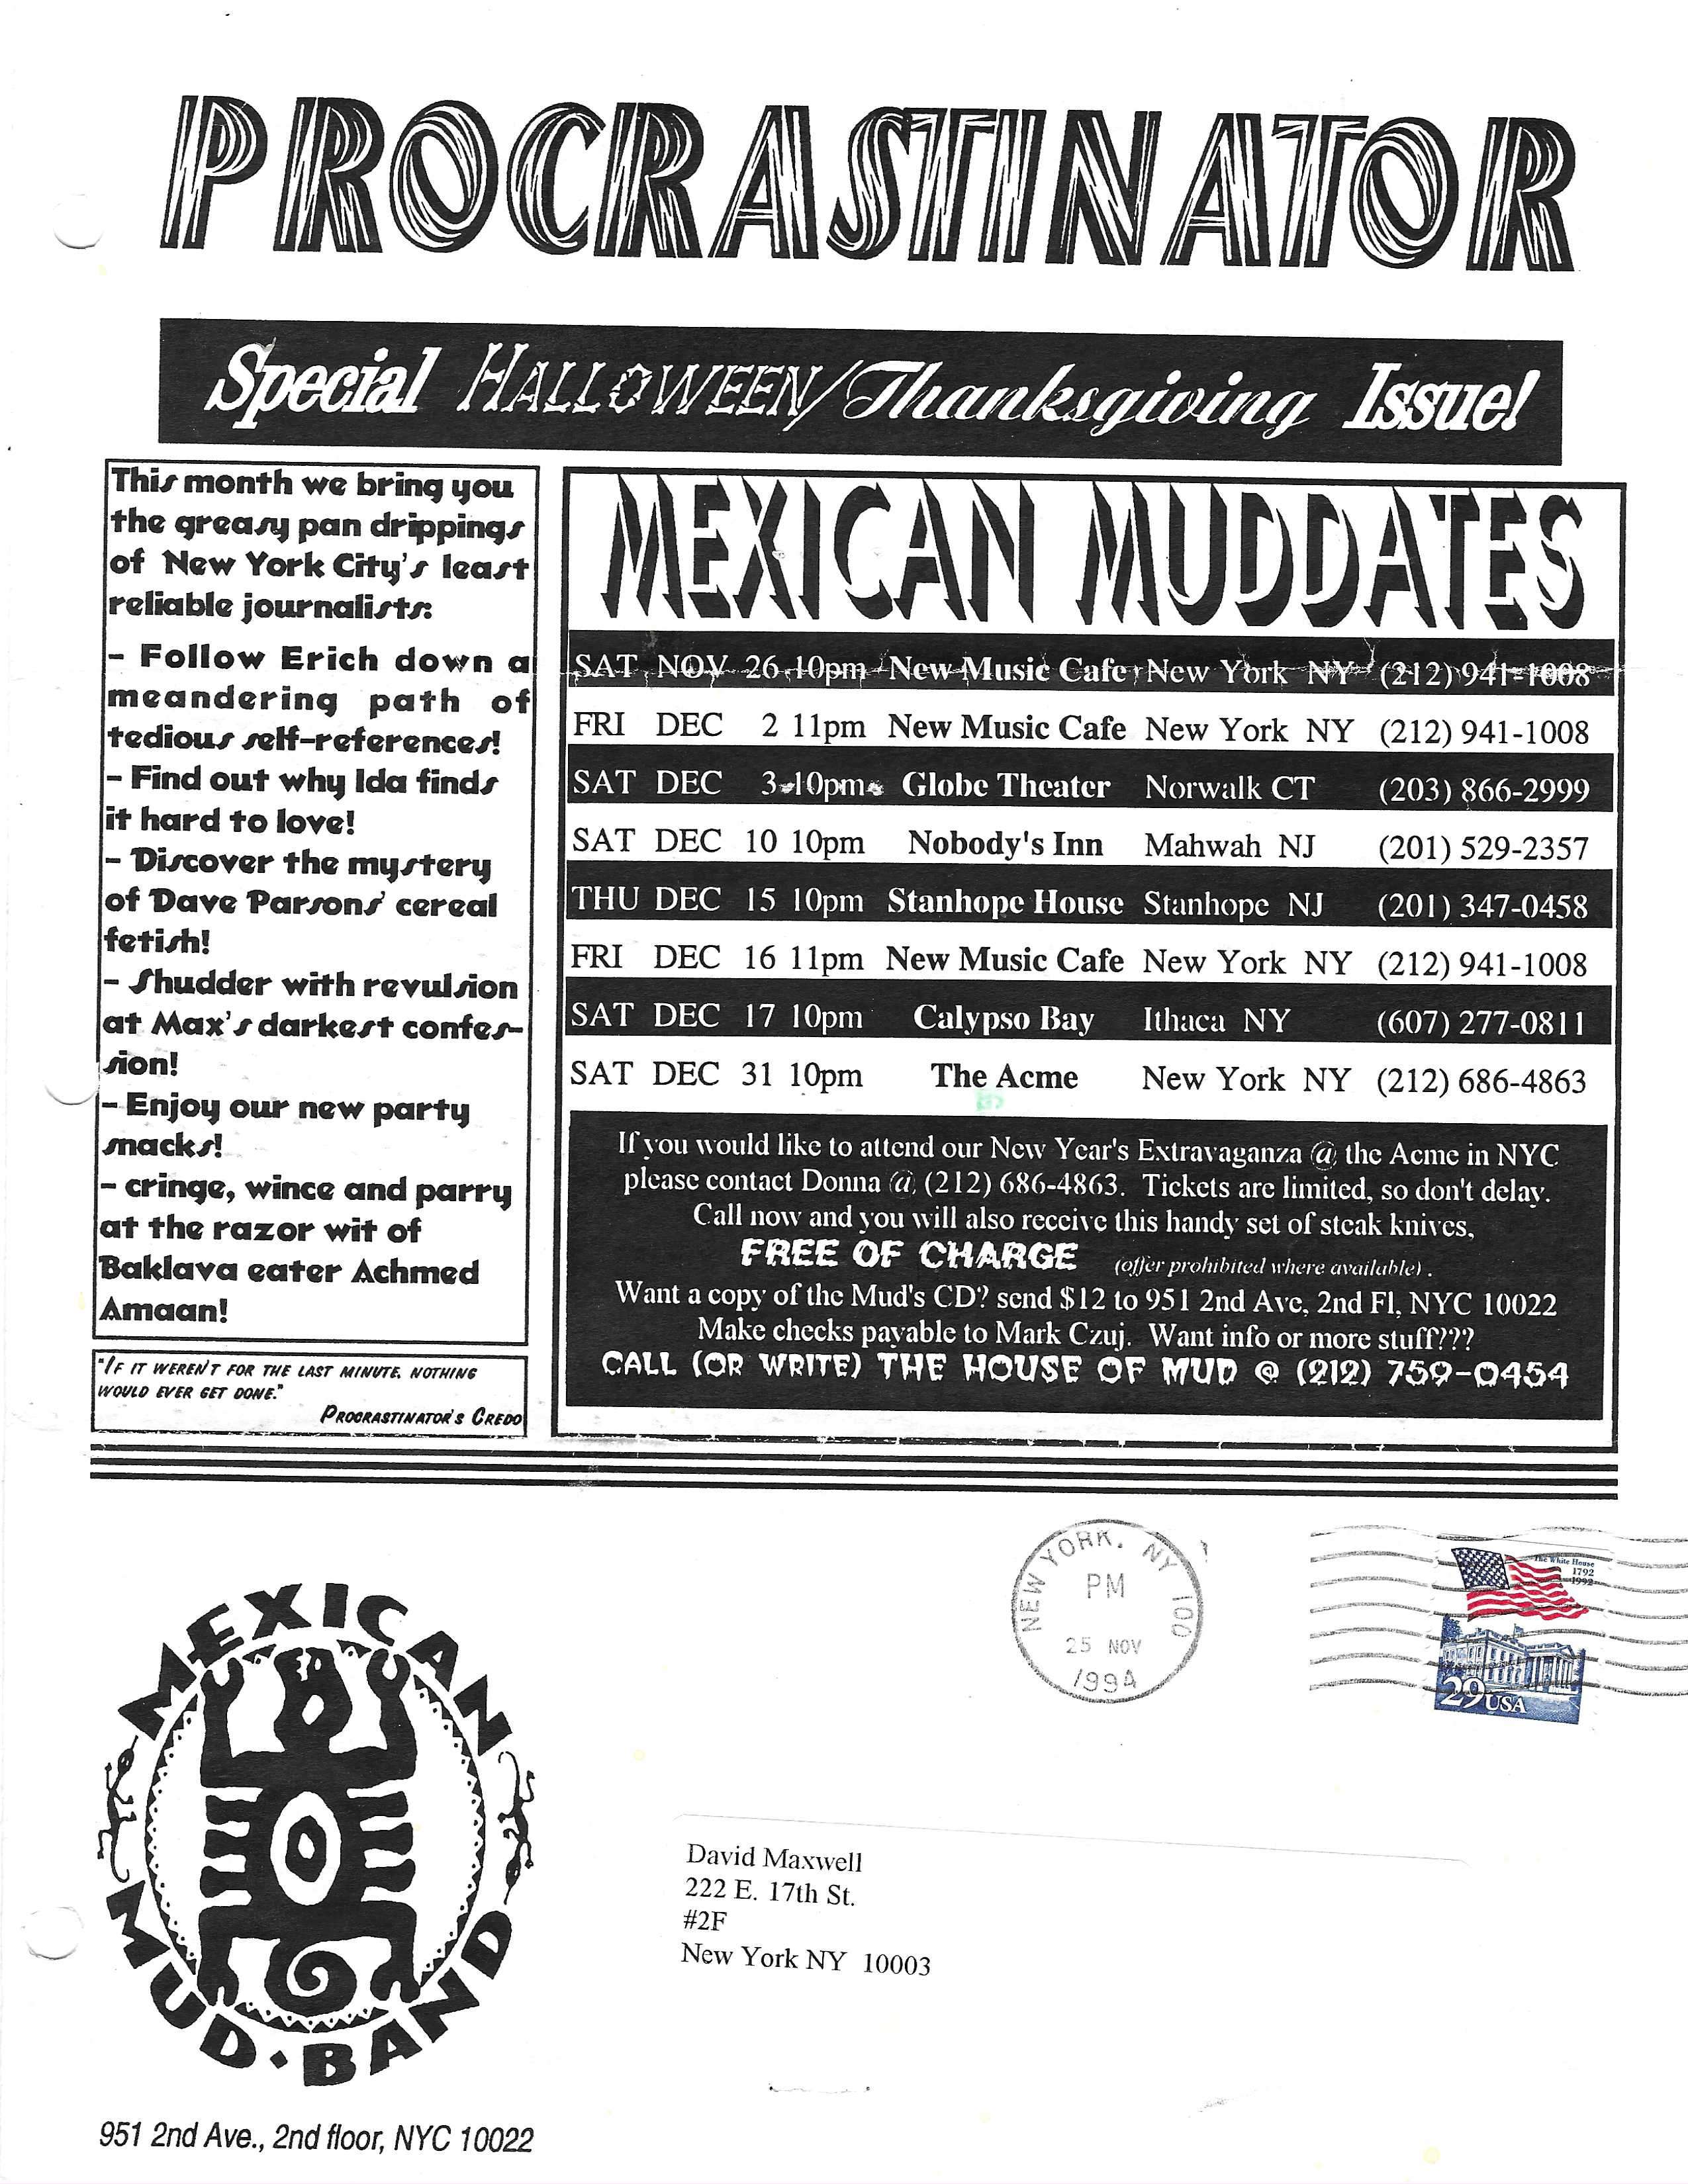 PROCRASTINATOR
Special HALLOWEEN/Thanksgiving Issue!
This month we bring you
the greasy pan drippings
of New York City's least
reliable journalists:
- Follow Erich down a
meandering path of
tedious self-references!
- Find out why Ida finds
it hard to love!
- Discover the mystery
of Dave Parsons' cereal
fetish!
- Shudder with revulsion
at Max's darkest confes-
sion!
- Enjoy our new party
snacks!
- cringe, wince and parry
at the razor wit of
Baklava eater Achmed
Amaan!
"IF IT WEREN'T FOR THE LAST MINUTE, NOTHING
WOULD EVER GET DONE."
PROCRASTINATOR'S CREDO
MEXICAN MUDDATES
SAT NOV 26 10pm New Music Cafe New York NY (212) 941-1008
FRI DEC 2 11pm New Music Cafe New York NY (212) 941-1008
SAT DEC 3 10pm Globe Theater Norwalk CT (203) 866-2999
SAT DEC 10 10pm Nobody's Inn Mahwah NJ (201) 529-2357
THU DEC 15 10pm Stanhope House Stanhope NJ (201) 347-0458
FRI DEC 16 11pm New Music Cafe New York NY (212) 941-1008
SAT DEC 17 10pm Calypso Bay Ithaca NY (607) 277-0811
SAT DEC 31 10pm The Acme New York NY (212) 686-4863
If you would like to attend our New Year's Extravaganza @ the Acme in NYC
please contact Donna @ (212) 686-4863. Tickets are limited, so don't delay.
Call now and you will also receive this handy set of steak knives,
FREE OF CHARGE (offer prohibited where available) .
Want a copy of the Mud's CD? send $12 to 951 2nd Ave, 2nd Fl, NYC 10022
Make checks payable to Mark Czuj. Want info or more stuff???
CALL (OR WRITE) THE HOUSE OF MUD @ (212) 759-0454
NEW YORK, NY 100
PM
25 NOV
1994
The White House
1792
1992
29 USA
MEXICAN
MUD • BAND
David Maxwell
222 E. 17th St.
#2F
New York NY 10003
951 2nd Ave., 2nd floor, NYC 10022